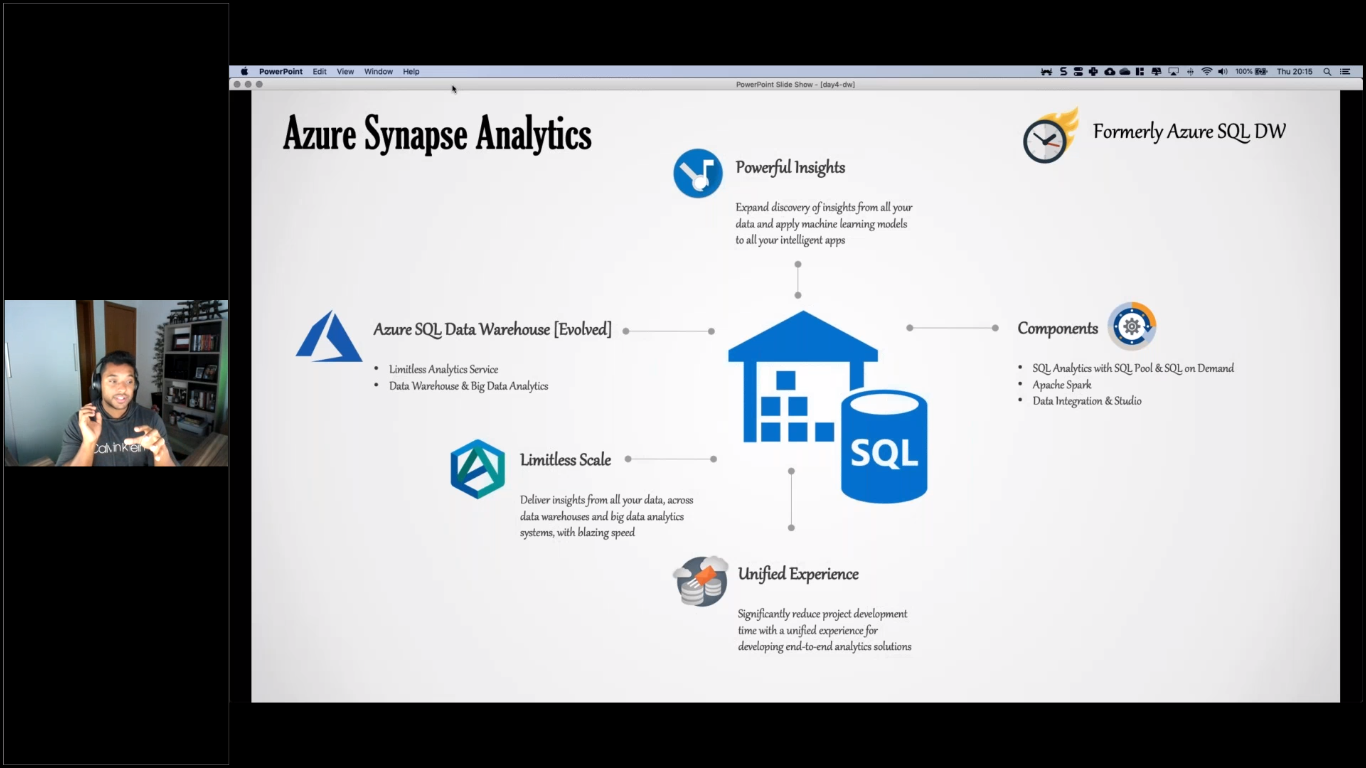 PowerPoint Edit View Window Help
100% Thu 20:15
PowerPoint Slide Show - [day4-dw]
Azure Synapse Analytics
Formerly Azure SQL DW
Powerful Insights
Expand discovery of insights from all your
data and apply machine learning models
to all your intelligent apps
Azure SQL Data Warehouse [Evolved]
• Limitless Analytics Service
• Data Warehouse & Big Data Analytics
Components
• SQL Analytics with SQL Pool & SQL on Demand
• Apache Spark
• Data Integration & Studio
SQL
Limitless Scale
Deliver insights from all your data, across
data warehouses and big data analytics
systems, with blazing speed
Unified Experience
Significantly reduce project development
time with a unified experience for
developing end-to-end analytics solutions
Calvin Klein